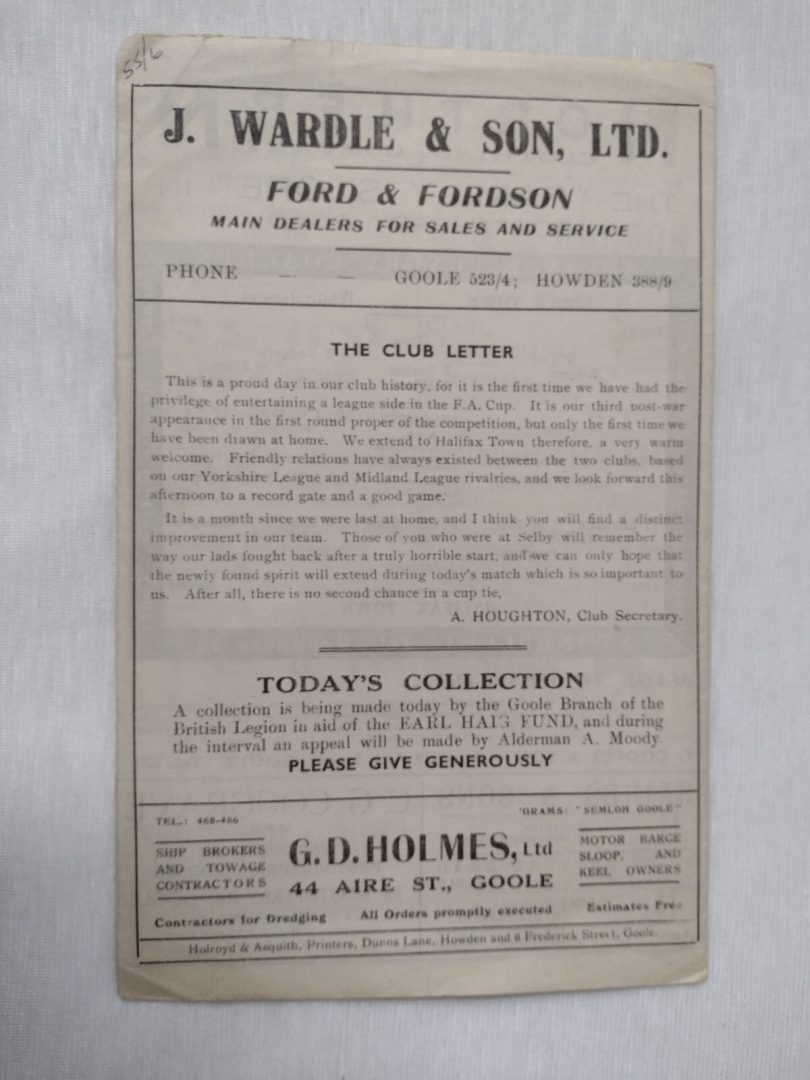 55/6
J. WARDLE & SON, LTD.
FORD & FORDSON
MAIN DEALERS FOR SALES AND SERVICE
PHONE — — GOOLE 523/4; HOWDEN 388/9
THE CLUB LETTER
This is a proud day in our club history, for it is the first time we have had the
privilege of entertaining a league side in the F.A. Cup. It is our third post-war
appearance in the first round proper of the competition, but only the first time we
have been drawn at home. We extend to Halifax Town therefore, a very warm
welcome. Friendly relations have always existed between the two clubs, based
on our Yorkshire League and Midland League rivalries, and we look forward this
afternoon to a record gate and a good game.
It is a month since we were last at home, and I think you will find a distinct
improvement in our team. Those of you who were at Selby will remember the
way our lads fought back after a truly horrible start, and we can only hope that
the newly found spirit will extend during today's match which is so important to
us. After all, there is no second chance in a cup tie.
A. HOUGHTON, Club Secretary.
TODAY'S COLLECTION
A collection is being made today by the Goole Branch of the
British Legion in aid of the EARL HAIG FUND, and during
the interval an appeal will be made by Alderman A. Moody.
PLEASE GIVE GENEROUSLY
TEL.: 485-486 'GRAMS: "SEMLOH GOOLE"
SHIP BROKERS
AND TOWAGE
CONTRACTORS
G. D. HOLMES, Ltd
44 AIRE ST., GOOLE
MOTOR BARGE
SLOOP, AND
KEEL OWNERS
Contractors for Dredging All Orders promptly executed Estimates Free
Holroyd & Asquith, Printers, Dunns Lane, Howden and 6 Frederick Street, Goole.